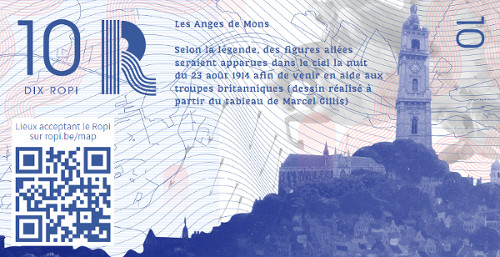 10
R
DIX ROPI
Les Anges de Mons
Selon la légende, des figures ailées
seraient apparues dans le ciel la nuit
du 23 août 1914 afin de venir en aide aux
troupes britanniques (dessin réalisé à
partir du tableau de Marcel Gillis)
10
Lieux acceptant le Ropi
sur ropi.be/map